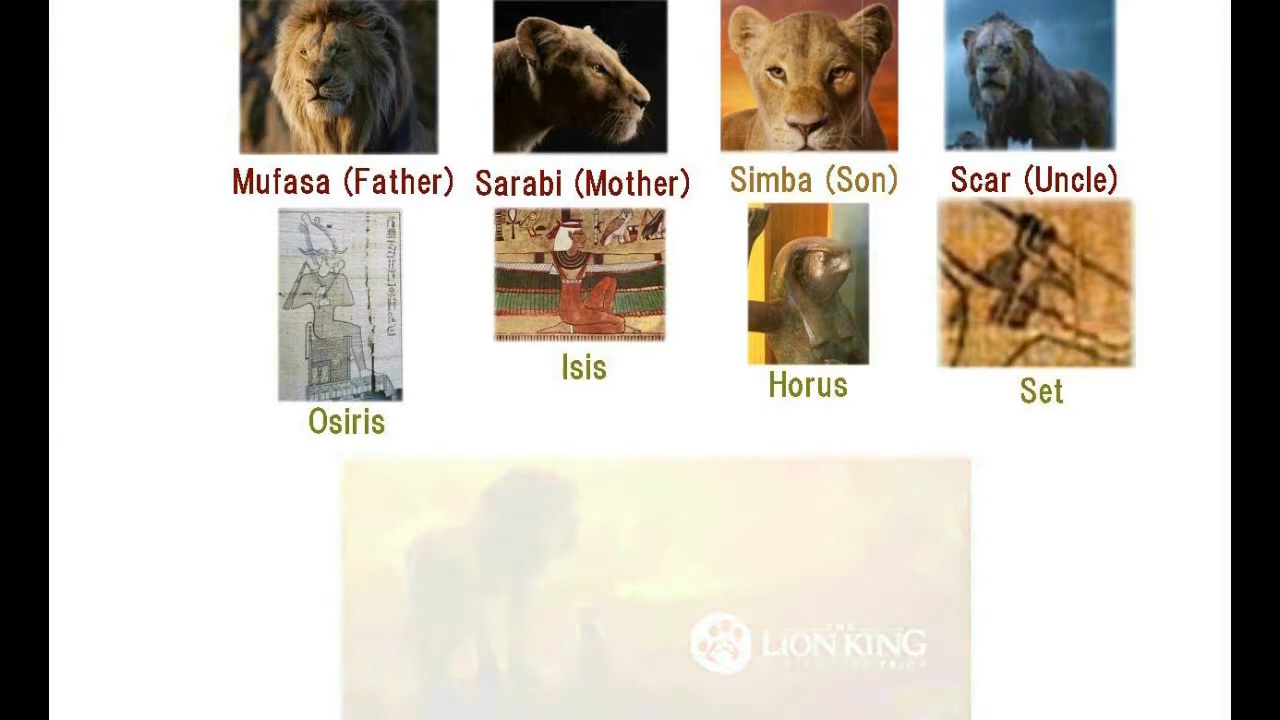 Mufasa (Father) Sarabi (Mother) Simba (Son) Scar (Uncle)
Isis
Horus
Set
Osiris
THE
LION KING